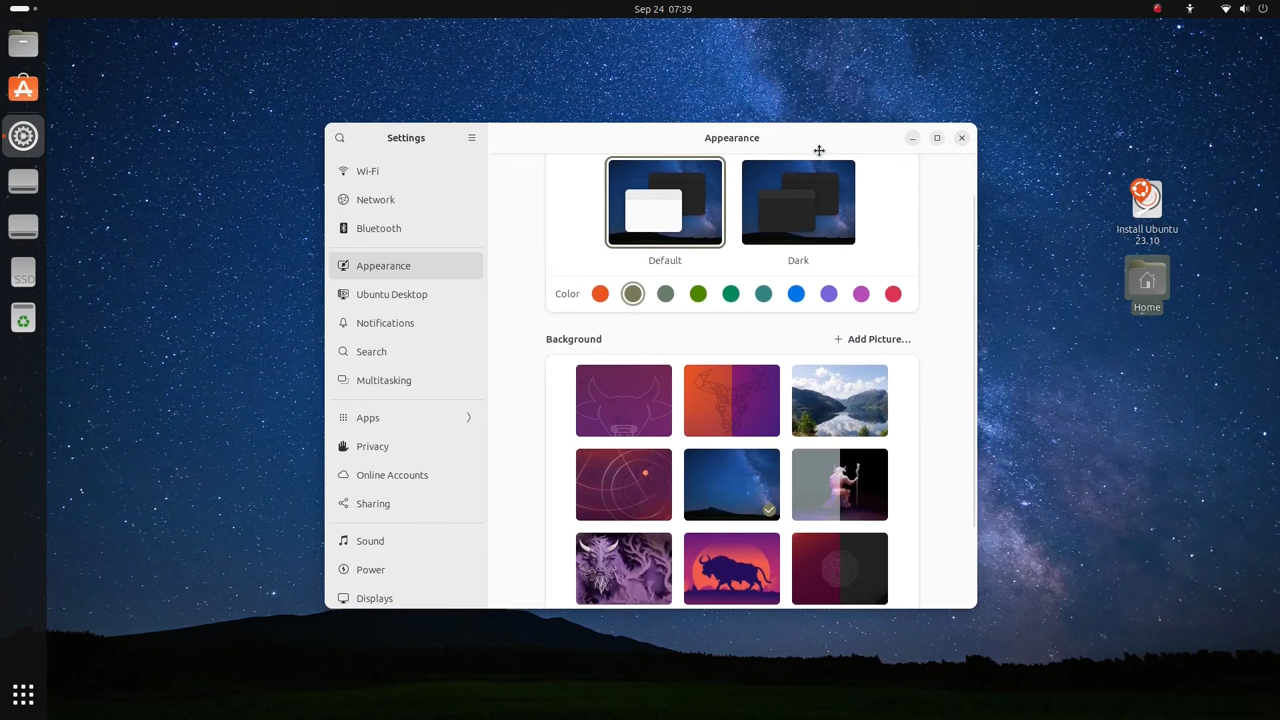 Sep 24 07:39
Settings
Appearance
Wi-Fi
Network
Bluetooth
Appearance
Ubuntu Desktop
Notifications
Search
Multitasking
Apps
Privacy
Online Accounts
Sharing
Sound
Power
Displays
Default
Dark
Color
Background
Add Picture...
SSD
Install Ubuntu
23.10
Home